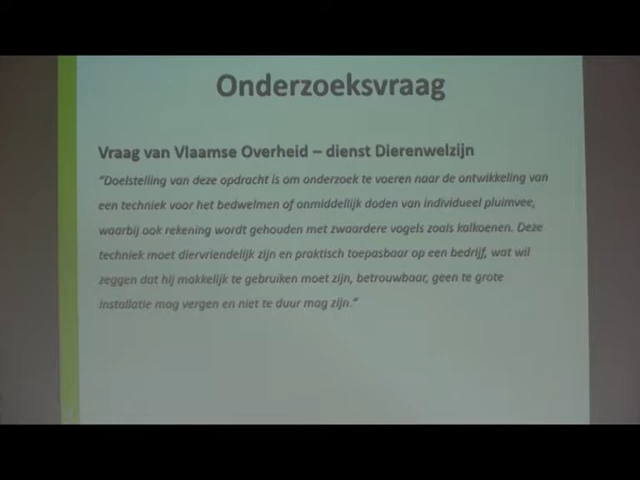 Onderzoeksvraag
Vraag van Vlaamse Overheid – dienst Dierenwelzijn
“Doelstelling van deze opdracht is om onderzoek te voeren naar de ontwikkeling van
een techniek voor het bedwelmen of onmiddellijk doden van individueel pluimvee,
waarbij ook rekening wordt gehouden met zwaardere vogels zoals kalkoenen. Deze
techniek moet diervriendelijk zijn en praktisch toepasbaar op een bedrijf, wat wil
zeggen dat hij makkelijk te gebruiken moet zijn, betrouwbaar, geen te grote
installatie mag vergen en niet te duur mag zijn.”